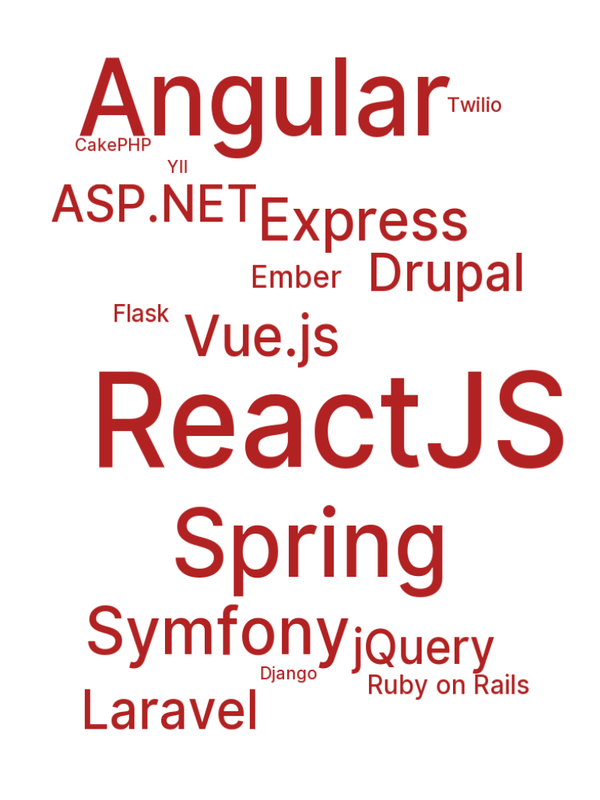 Angular
Twilio
CakePHP
YII
ASP.NET
Express
Drupal
Ember
Flask
Vue.js
ReactJS
Spring
Symfony
jQuery
Django
Ruby on Rails
Laravel